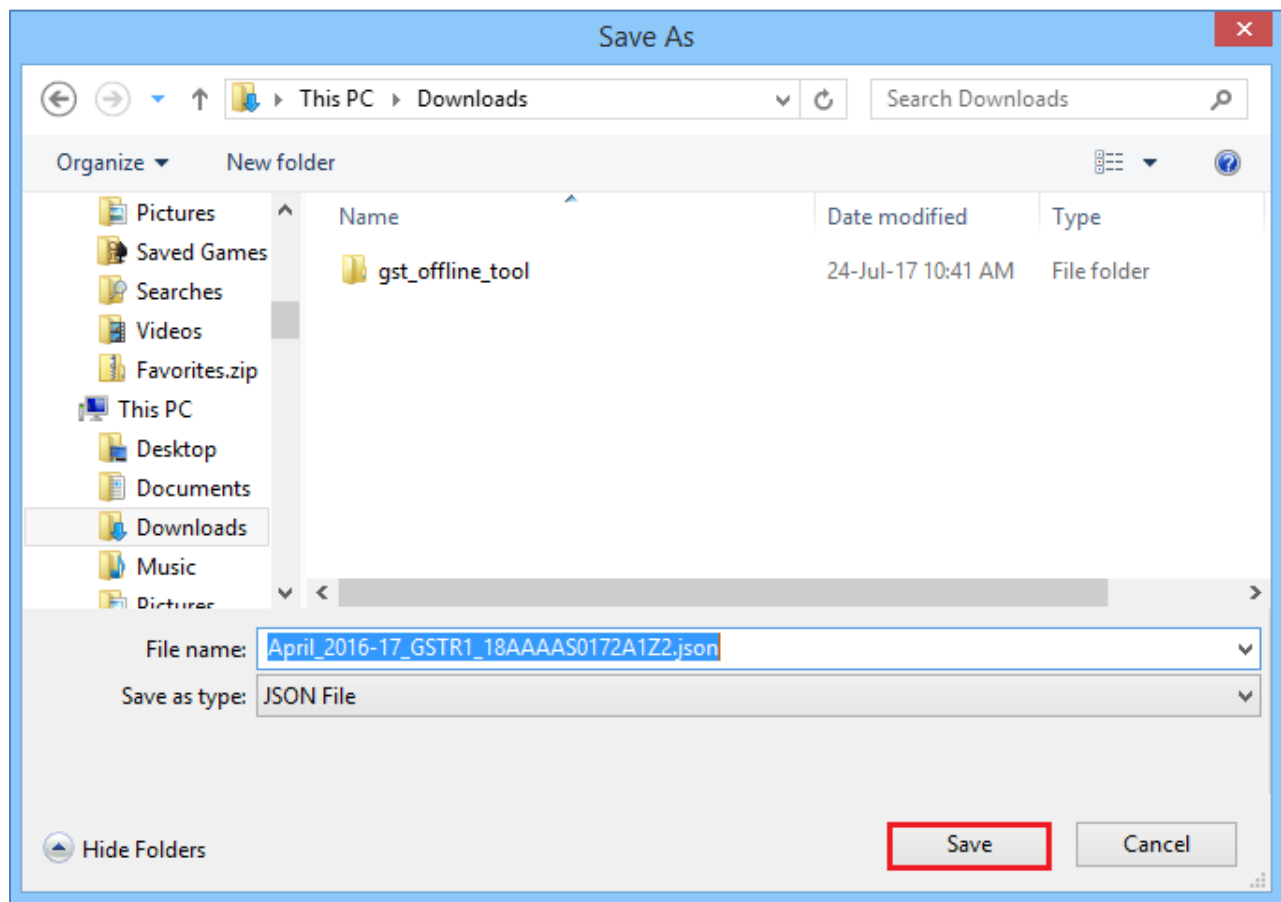 Save As
This PC Downloads
Search Downloads
Organize
New folder
Pictures
Saved Games
Searches
Videos
Favorites.zip
This PC
Desktop
Documents
Downloads
Music
Pictures
Name
Date modified
Type
gst_offline_tool
24-Jul-17 10:41 AM
File folder
File name: April_2016-17_GSTR1_18AAAAS0172A1Z2.json
Save as type: JSON File
Hide Folders
Save
Cancel